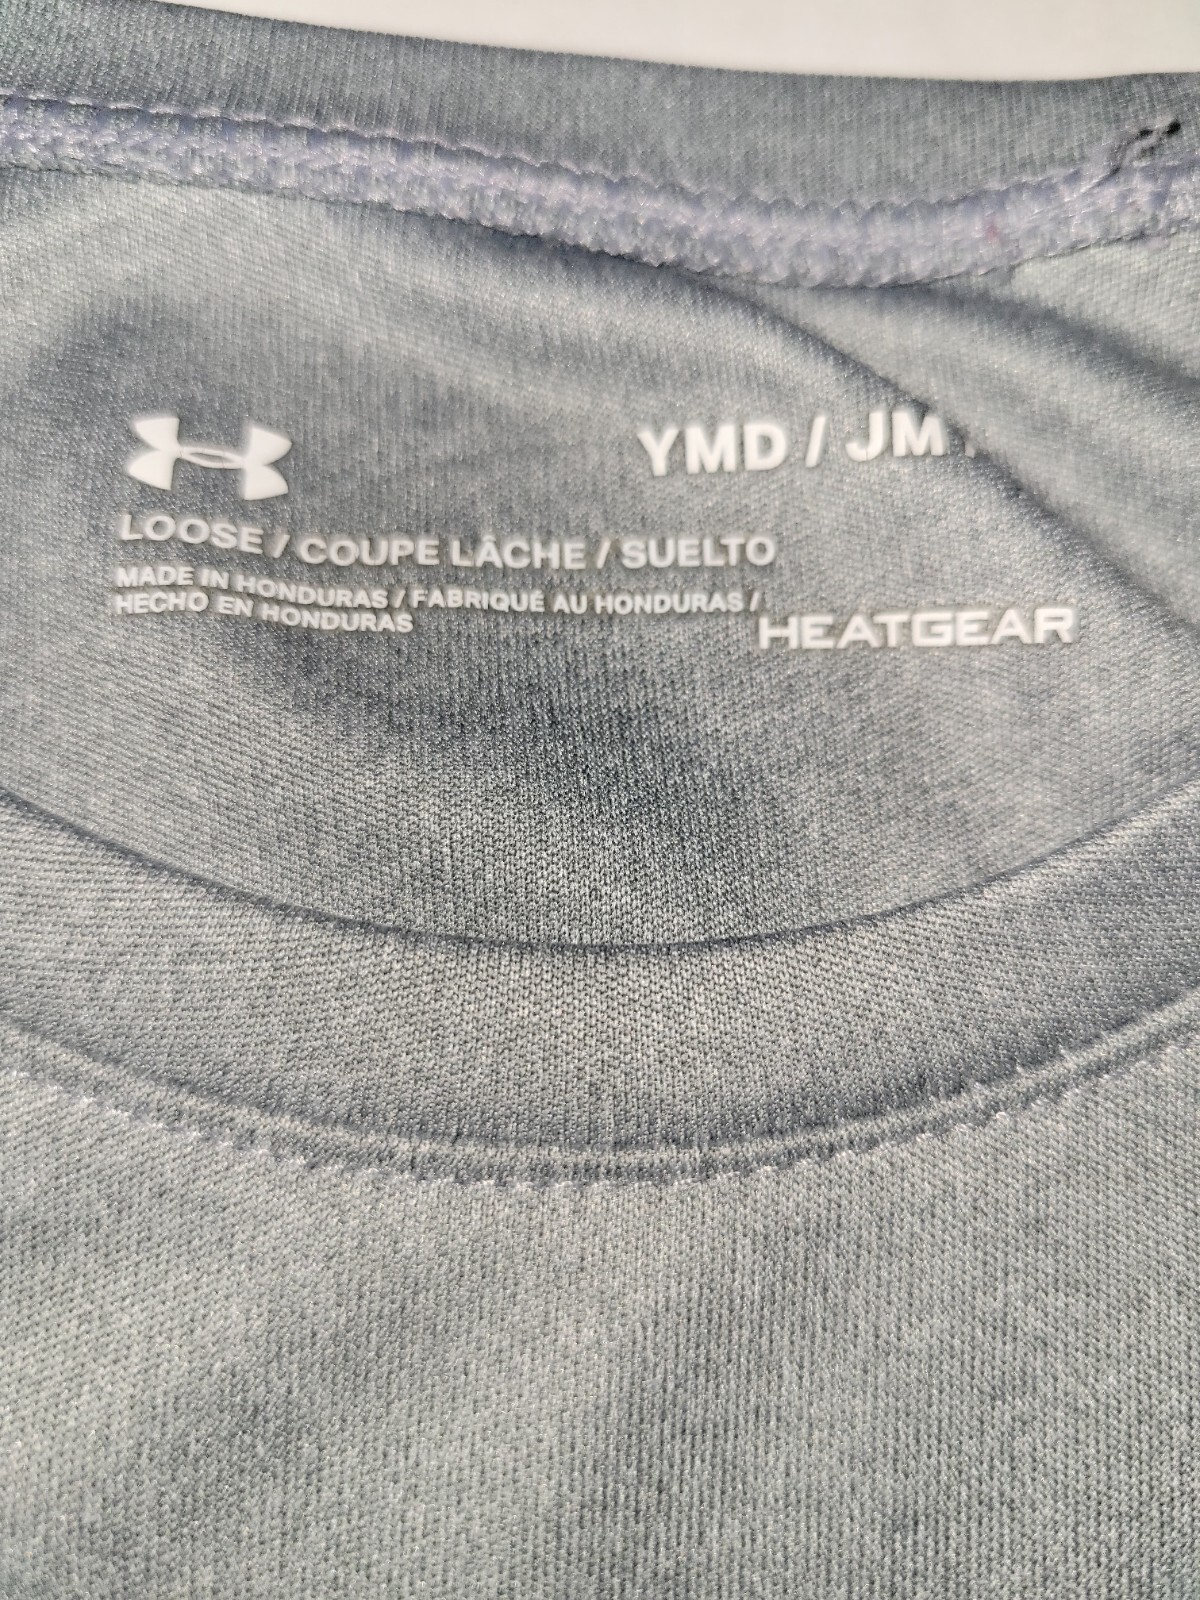 YMD / JM
LOOSE / COUPE LÂCHE / SUELTO
MADE IN HONDURAS / FABRIQUÉ AU HONDURAS /
HECHO EN HONDURAS
HEATGEAR